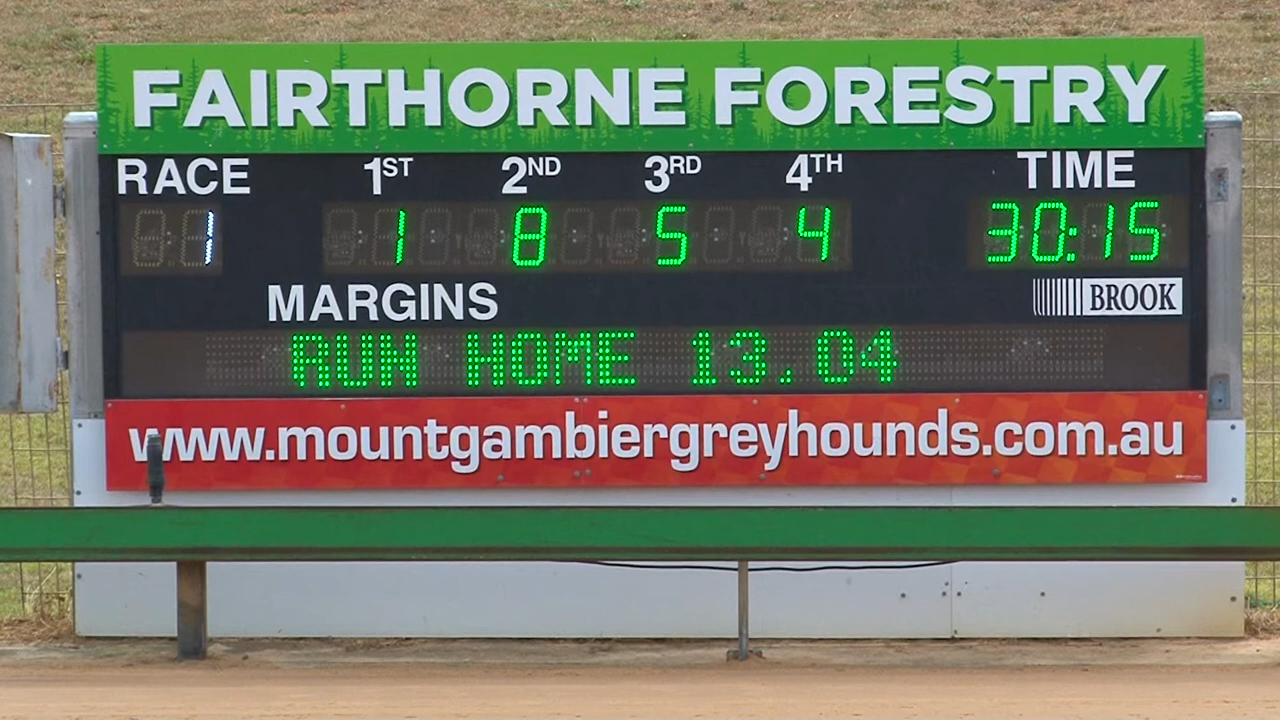 FAIRTHORNE FORESTRY
RACE 1ST 2ND 3RD 4TH TIME
1 1 8 5 4 30:15
MARGINS BROOK
RUN HOME 13.04
www.mountgambiergreyhounds.com.au